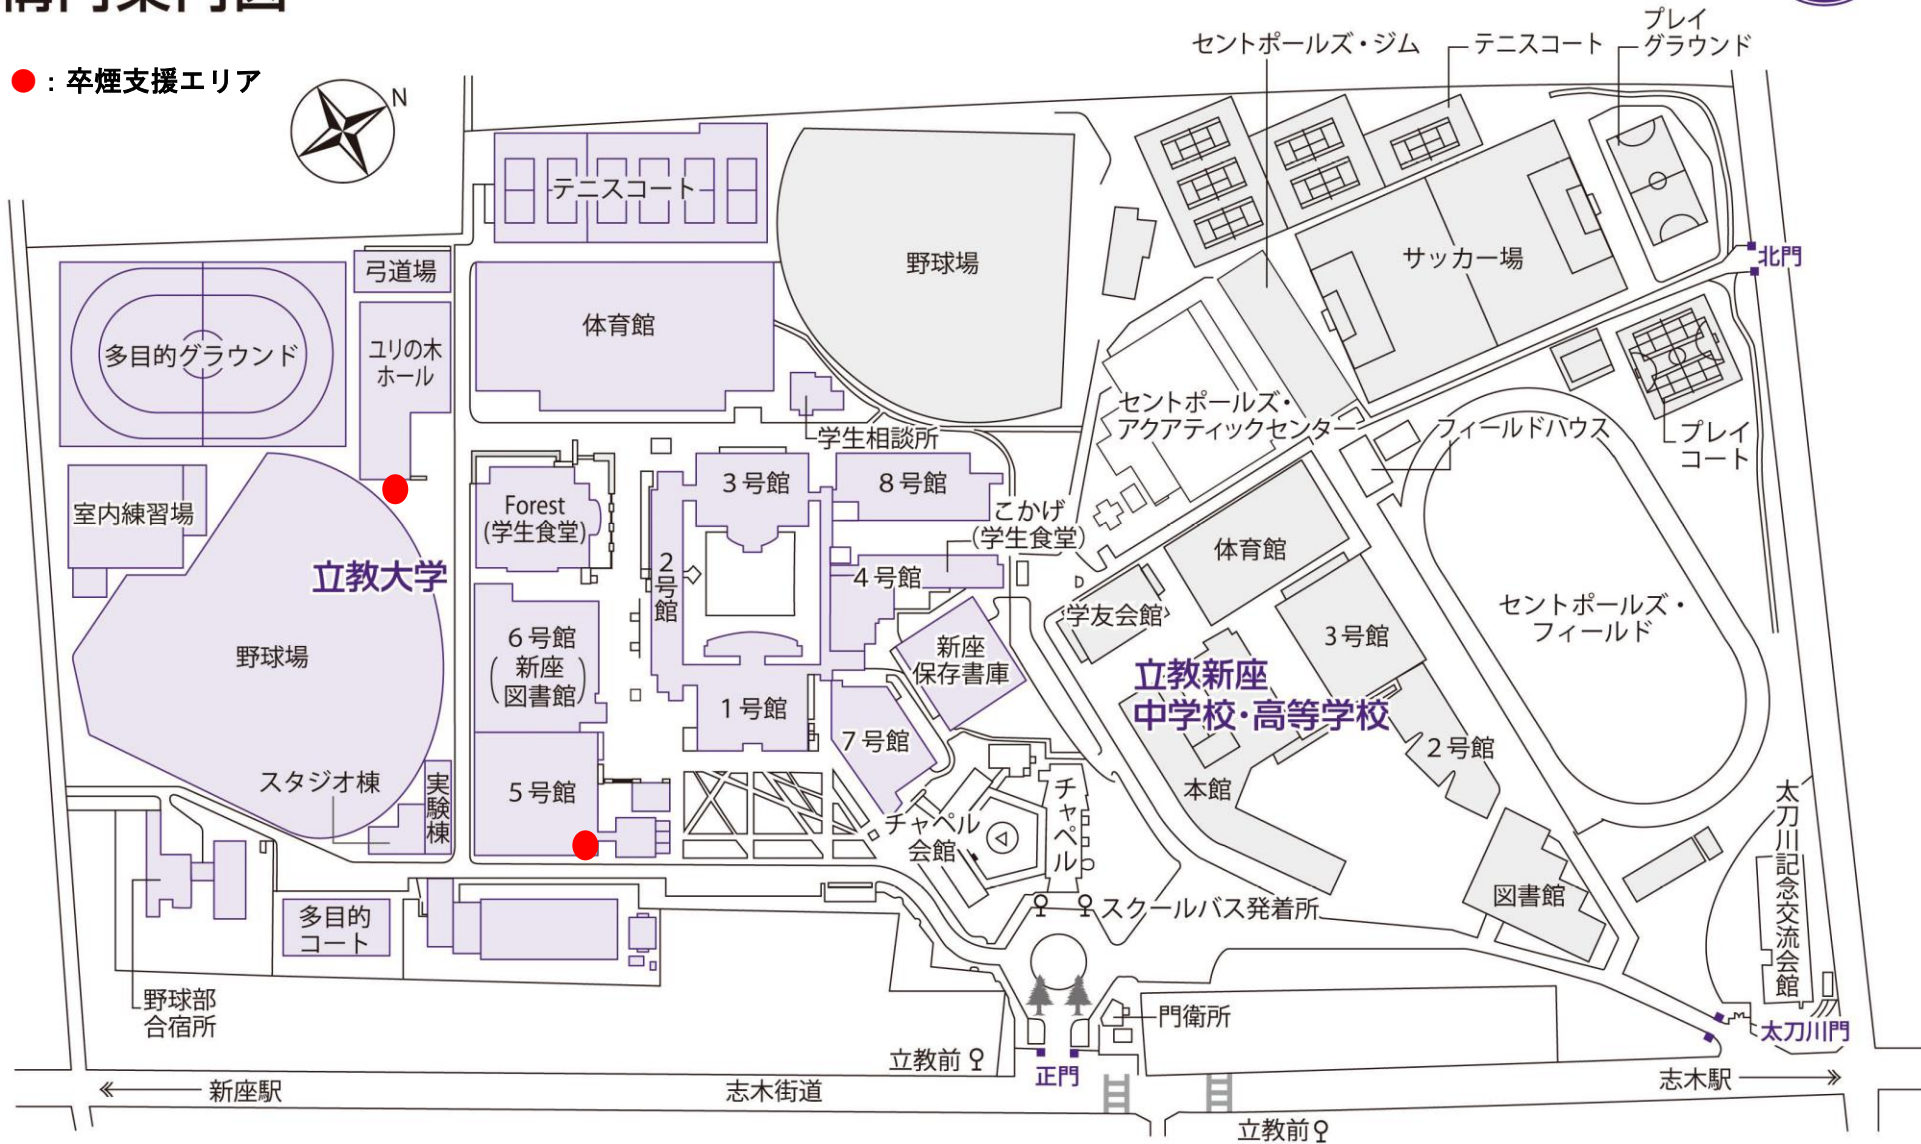 構内案内図
：卒煙支援エリア
N
セントポールズ・ジム
テニスコート
プレイ
グラウンド
テニスコート
野球場
サッカー場
北門
弓道場
体育館
多目的グラウンド
ユリの木
ホール
学生相談所
セントポールズ・
アクアティックセンター
フィールドハウス
プレイ
コート
室内練習場
Forest
(学生食堂)
3号館
8号館
こかげ
(学生食堂)
体育館
立教大学
2号館
4号館
学友会館
セントポールズ・
フィールド
野球場
6号館
(新座
図書館)
新座
保存書庫
3号館
立教新座
中学校・高等学校
1号館
7号館
2号館
スタジオ棟
実験棟
5号館
本館
チャペル
会館
チャペル
太刀川記念交流会館
図書館
スクールバス発着所
多目的
コート
野球部
合宿所
門衛所
太刀川門
立教前
正門
新座駅
志木街道
志木駅
立教前